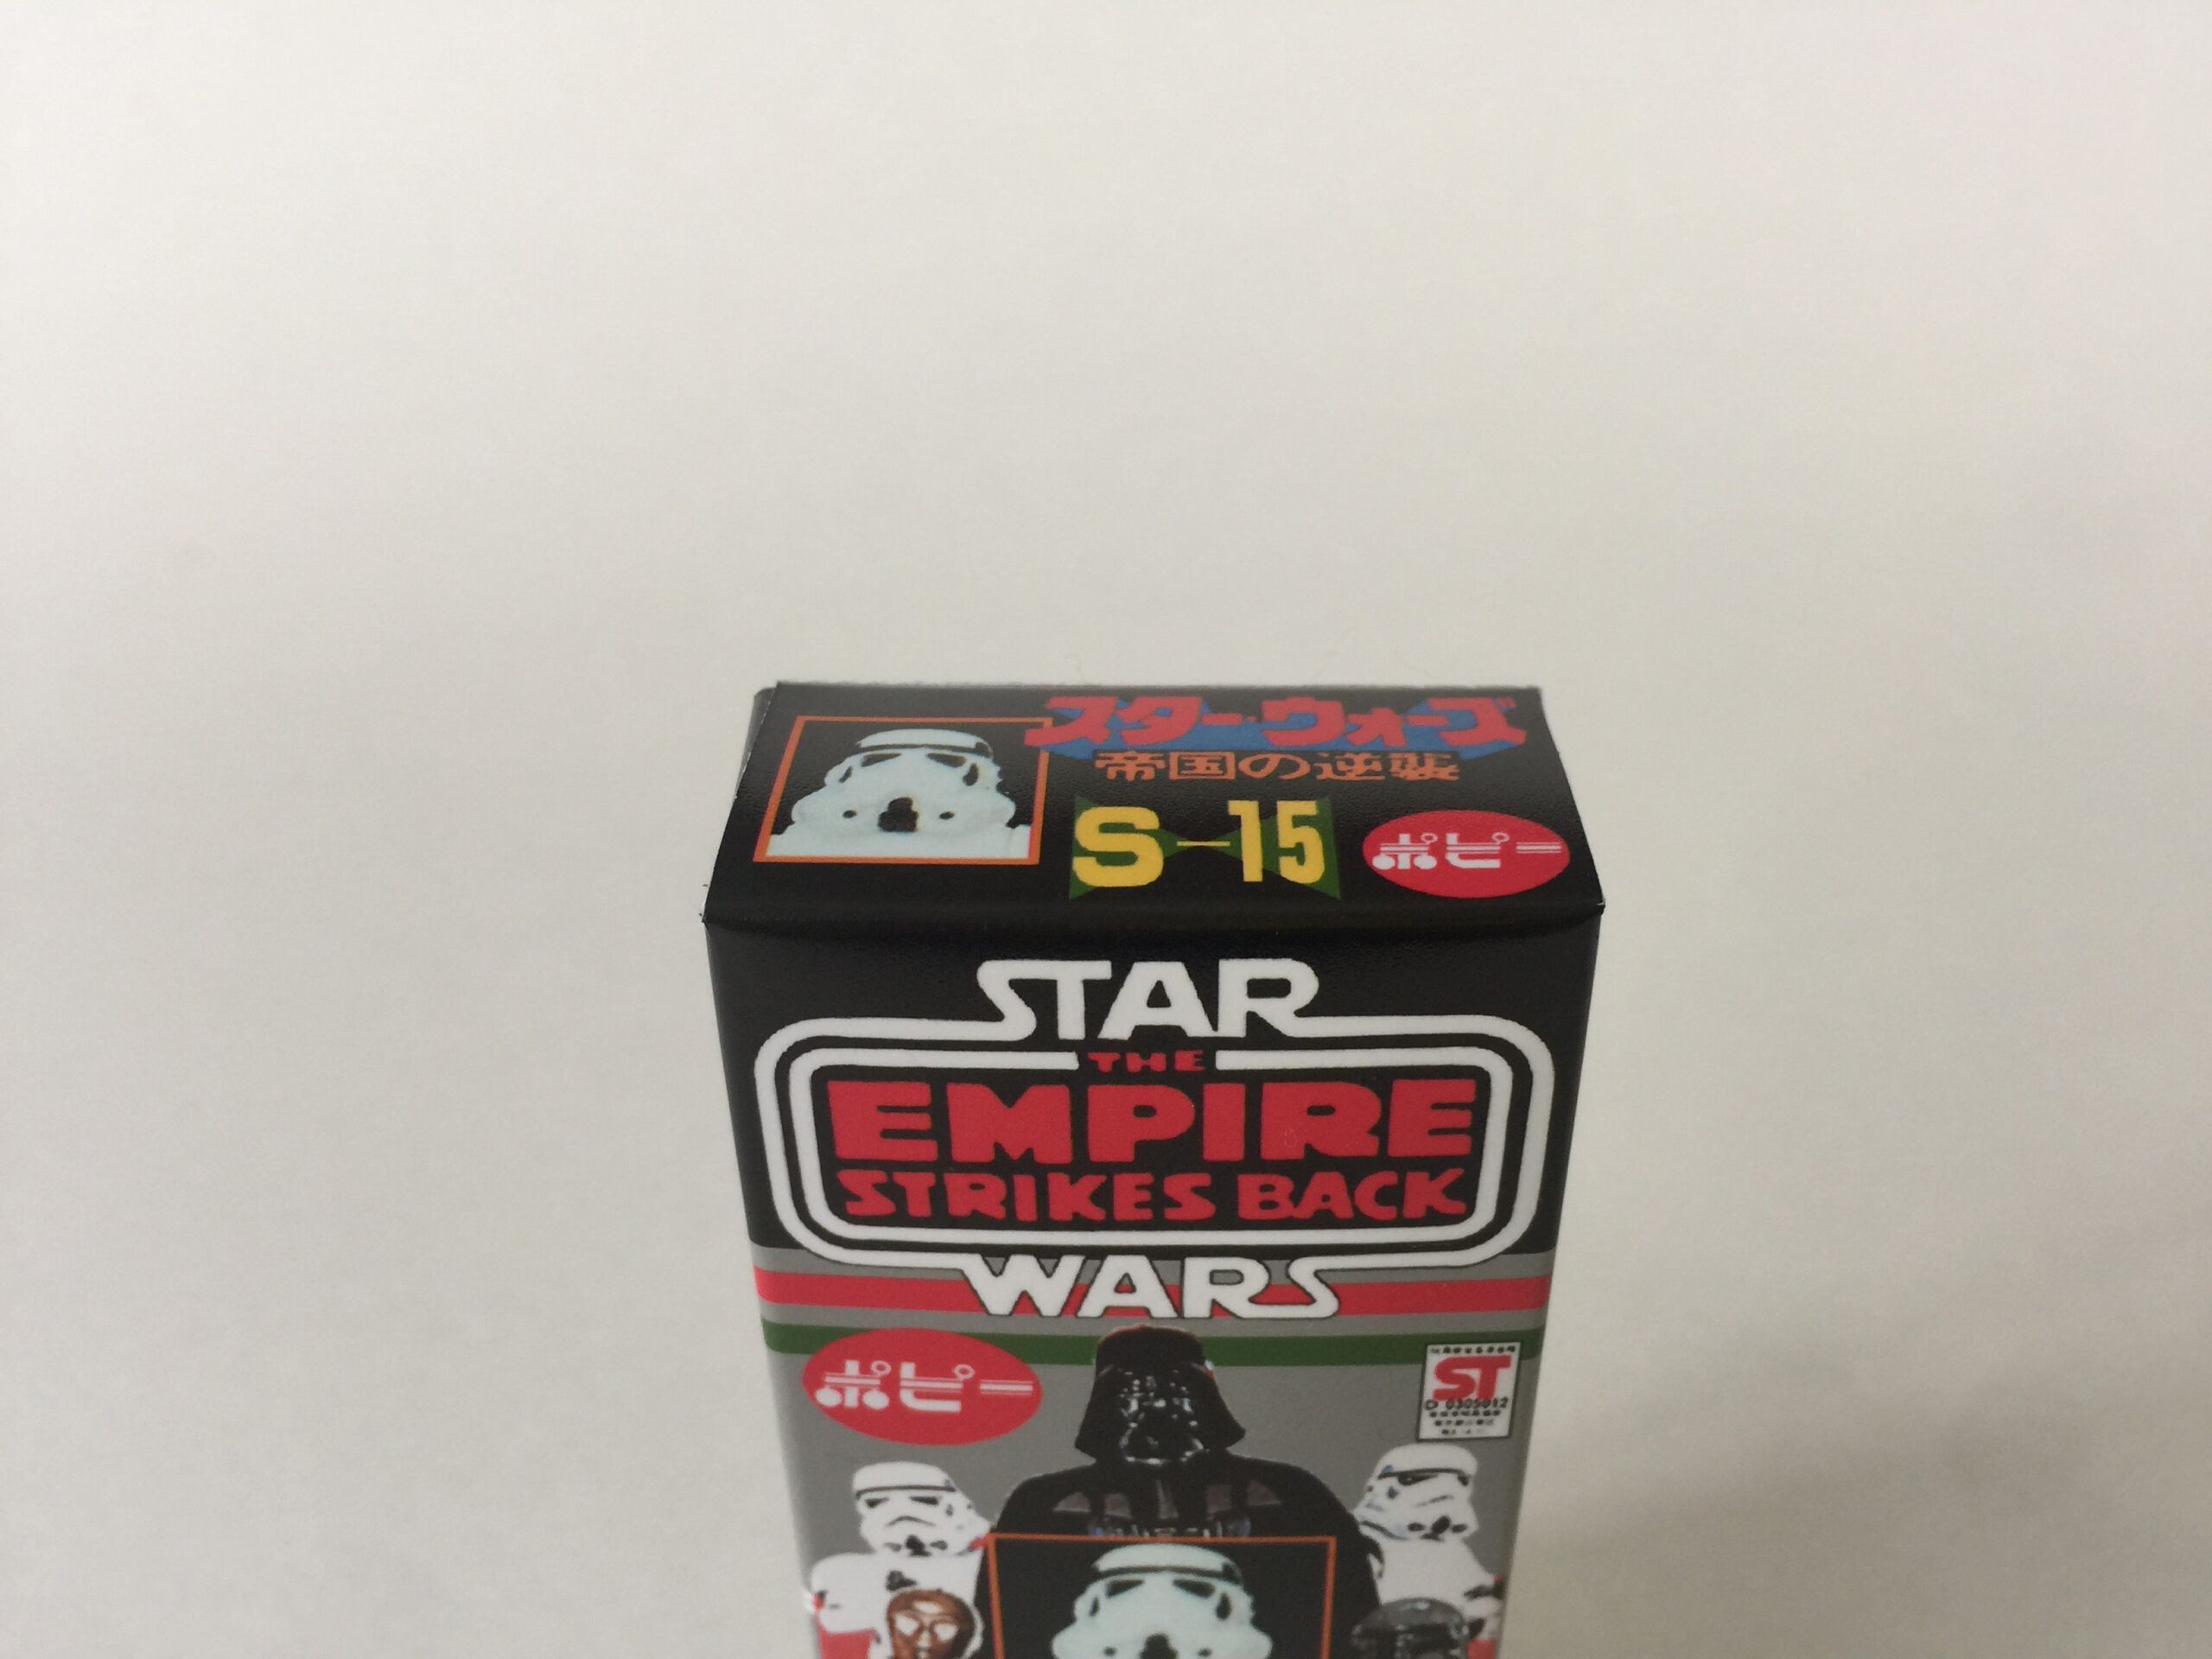 スター・ウォーズ
帝国の逆襲
S-15
ポピー
STAR
THE
EMPIRE
STRIKES BACK
WARS
ポピー
ST